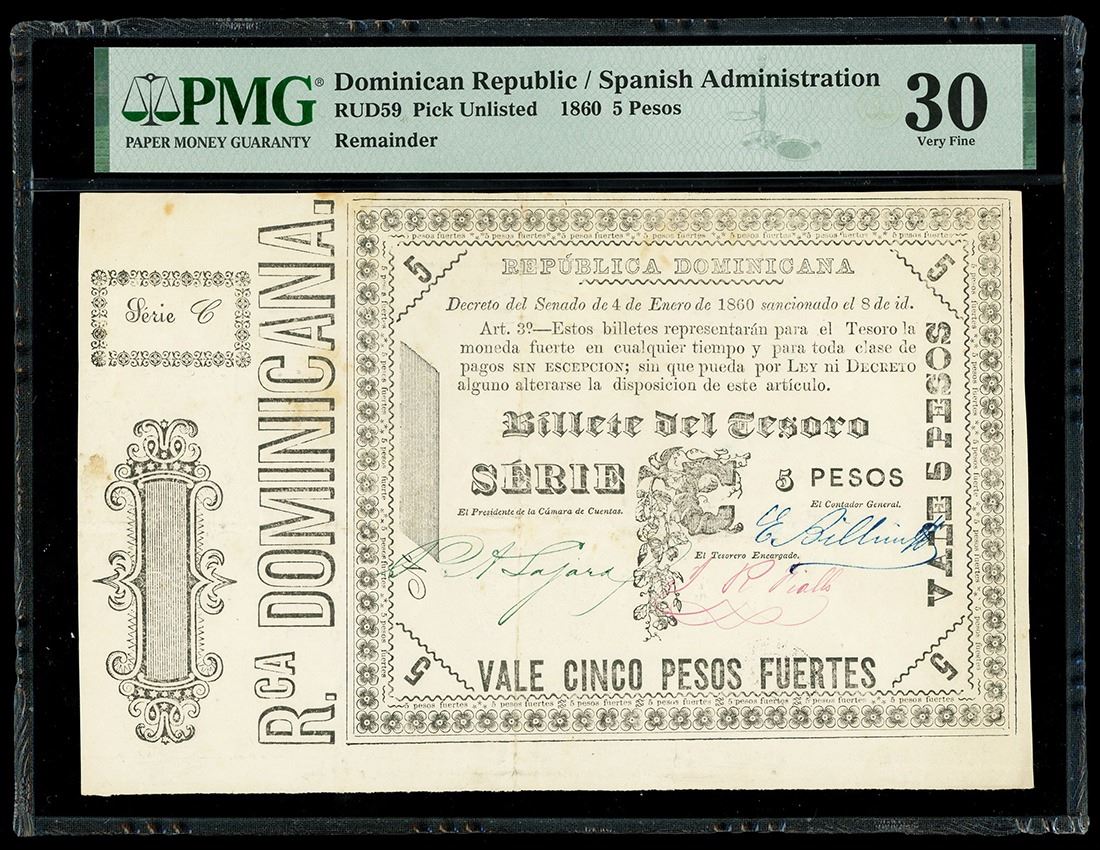 PMG®
PAPER MONEY GUARANTY
Dominican Republic / Spanish Administration
RUD59 Pick Unlisted 1860 5 Pesos
Remainder
30
Very Fine
Série C
R.CA DOMINICANA.
5 pesos fuertes
5
5
REPÚBLICA DOMINICANA
Decreto del Senado de 4 de Enero de 1860 sancionado el 8 de id.
Art. 3º—Estos billetes representarán para el Tesoro la
moneda fuerte en cualquier tiempo y para toda clase de
pagos SIN ESCEPCION; sin que pueda por LEY ni DECRETO
alguno alterarse la disposicion de este artículo.
Billete del Tesoro
SÉRIE C 5 PESOS
El Presidente de la Cámara de Cuentas.
El Contador General.
El Tesorero Encargado.
VALE 5 PESOS
5
VALE CINCO PESOS FUERTES
5